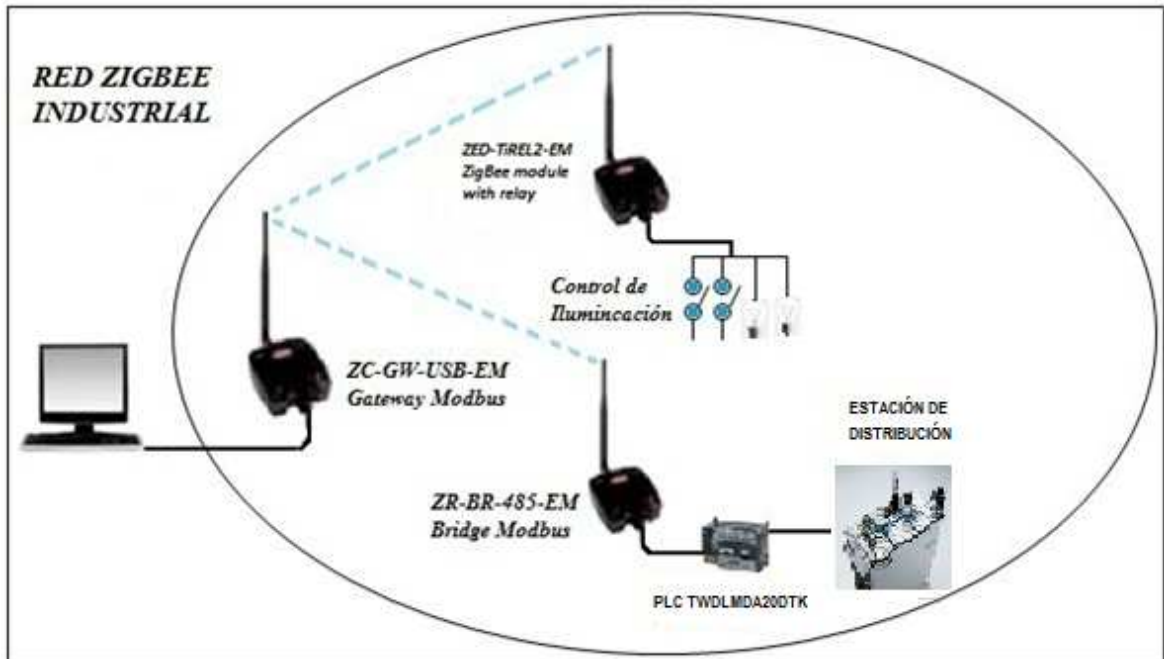 RED ZIGBEE
INDUSTRIAL
ZED-TiREL2-EM
ZigBee module
with relay
Control de
Ilumincación
ZC-GW-USB-EM
Gateway Modbus
ESTACIÓN DE
DISTRIBUCIÓN
ZR-BR-485-EM
Bridge Modbus
PLC TWDLMDA20DTK